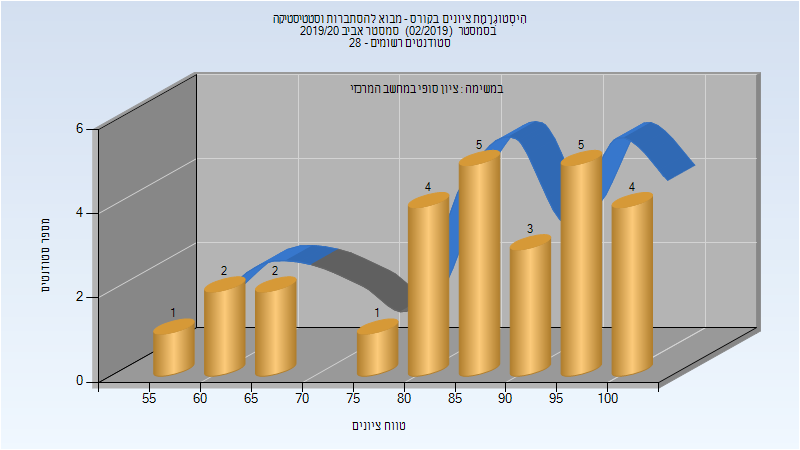 הִיסְטוֹגְרָמַת ציונים בקורס - מבוא להסתברות וסטטיסטיקה
בסמסטר (02/2019) סמסטר אביב 2019/20
סטודנטים רשומים - 28
במשימה : ציון סופי במחשב המרכזי
מספר סטודנטים
6
4
2
0
1
2
2
1
4
5
3
5
4
55 60 65 70 75 80 85 90 95 100
טווח ציונים